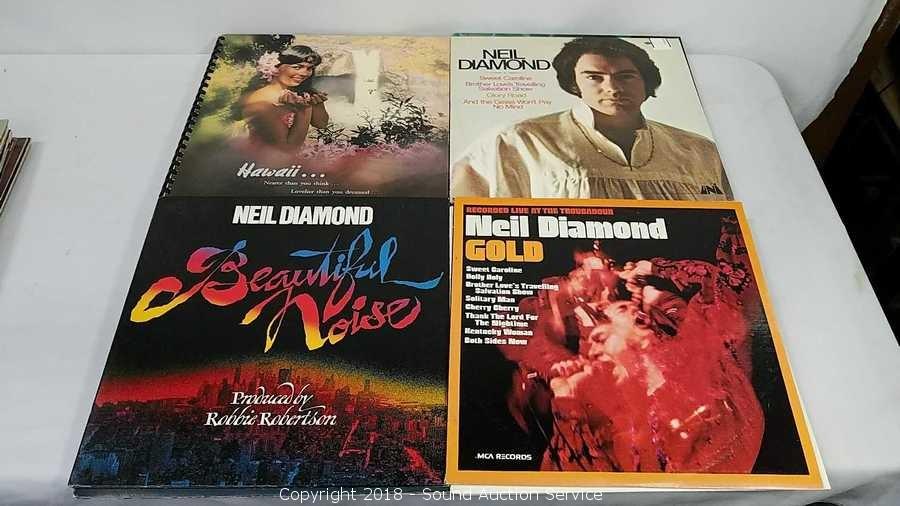 Hawaii...
Nearer than you think...
Lovelier than you dreamed...
NEIL
DIAMOND
Sweet Caroline
Brother Love's Travelling
Salvation Show
Glory Road
And the Grass Won't Pay
No Mind
UNI
NEIL DIAMOND
Beautiful
Noise
Produced by
Robbie Robertson
RECORDED LIVE AT THE TROUBADOUR
Neil Diamond
GOLD
Sweet Caroline
Holly Holy
Brother Love's Travelling
Salvation Show
Solitary Man
Cherry Cherry
Thank The Lord For
The Nightime
Kentucky Woman
Both Sides Now
MCA RECORDS
Copyright 2018 - Sound Auction Service